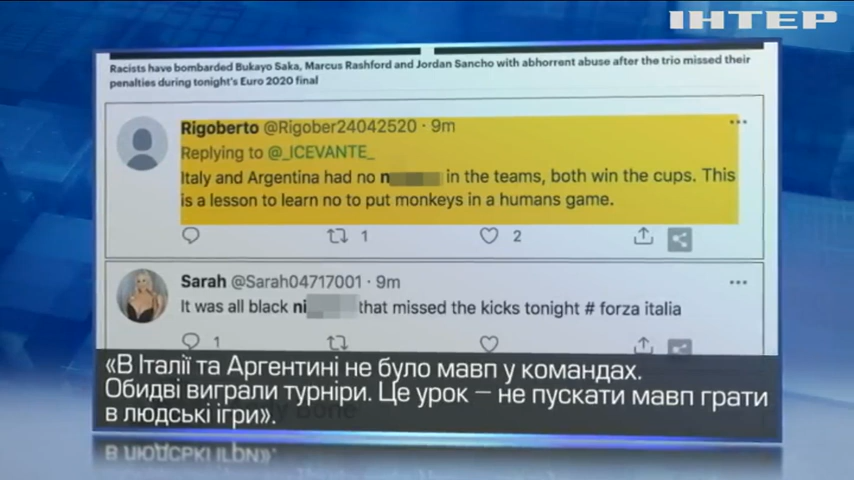 ІНТЕР
Racists have bombarded Bukayo Saka, Marcus Rashford and Jordan Sancho with abhorrent abuse after the trio missed their
penalties during tonight's Euro 2020 final
Rigoberto @Rigober24042520 · 9m
Replying to @_ICEVANTE_
Italy and Argentina had no n in the teams, both win the cups. This
is a lesson to learn no to put monkeys in a humans game.
1 2
Sarah @Sarah04717001 · 9m
It was all black ni that missed the kicks tonight # forza italia
1
«В Італії та Аргентині не було мавп у командах.
Обидві виграли турніри. Це урок – не пускати мавп грати
в людські ігри».